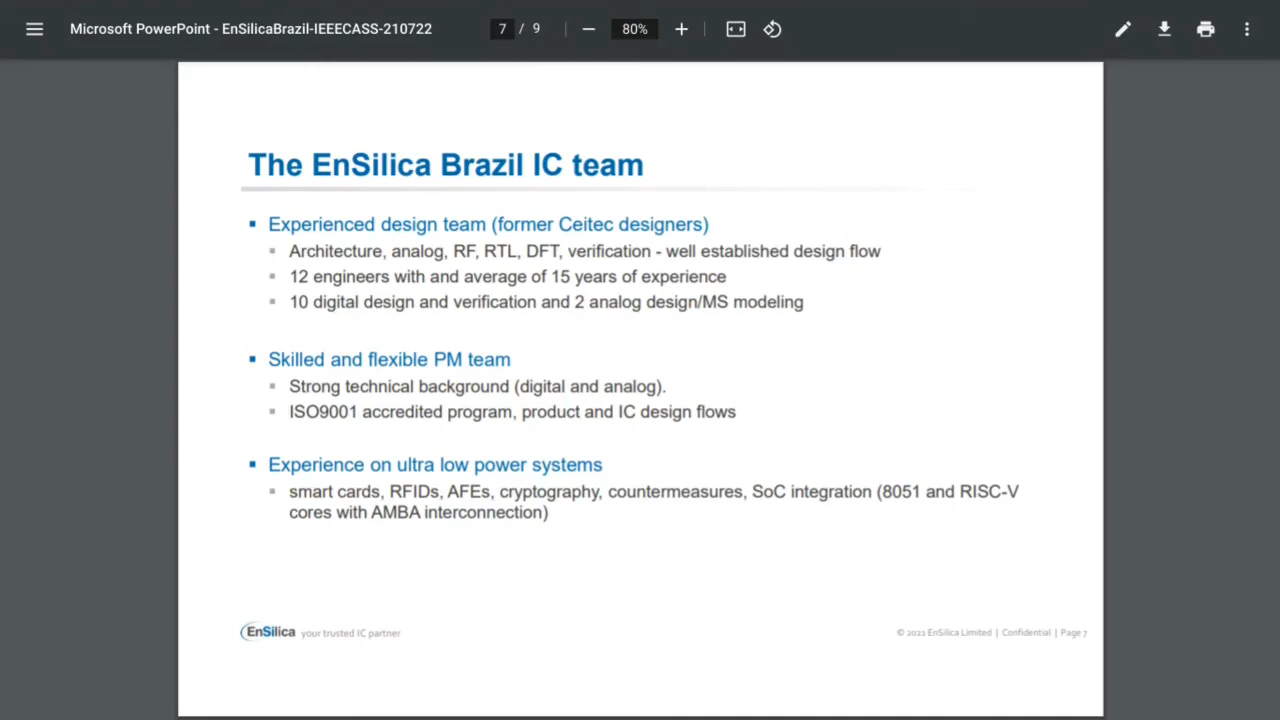 Microsoft PowerPoint - EnSilicaBrazil-IEEECASS-210722
7 / 9
80%
The EnSilica Brazil IC team
Experienced design team (former Ceitec designers)
Architecture, analog, RF, RTL, DFT, verification - well established design flow
12 engineers with and average of 15 years of experience
10 digital design and verification and 2 analog design/MS modeling
Skilled and flexible PM team
Strong technical background (digital and analog).
ISO9001 accredited program, product and IC design flows
Experience on ultra low power systems
smart cards, RFIDs, AFEs, cryptography, countermeasures, SoC integration (8051 and RISC-V
cores with AMBA interconnection)
EnSilica your trusted IC partner
© 2021 EnSilica Limited | Confidential | Page 7